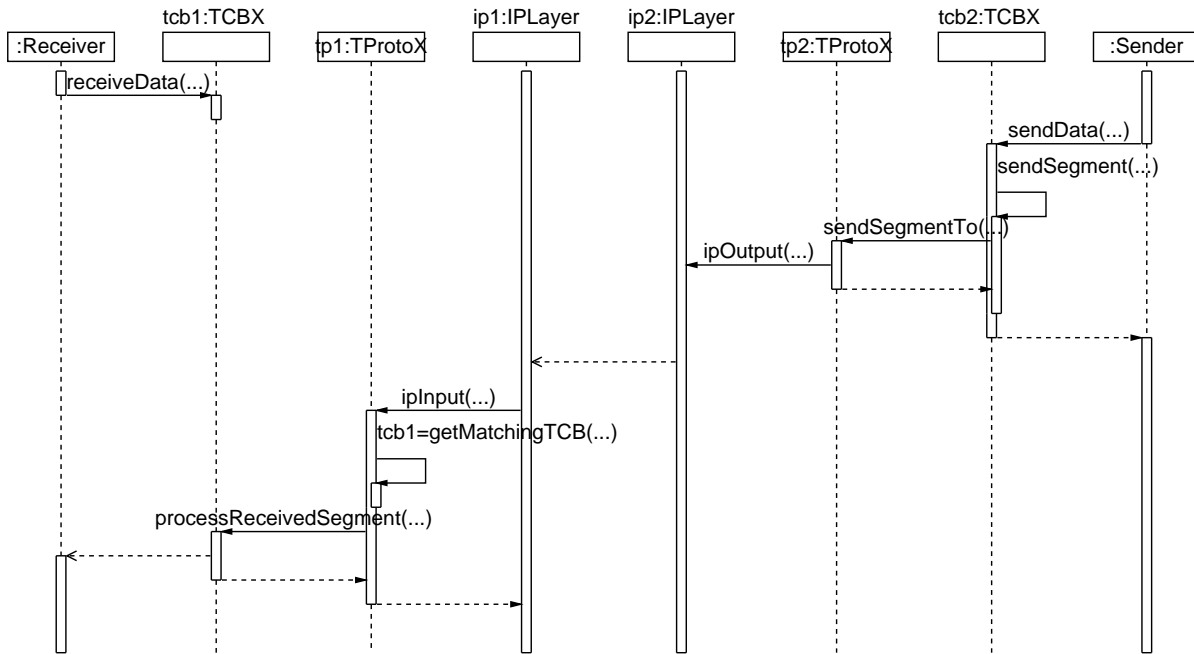 tcb1:TCBX
ip1:IPLayer
ip2:IPLayer
tcb2:TCBX
:Receiver
tp1:TProtoX
tp2:TProtoX
:Sender
receiveData(...)
sendData(...)
sendSegment(...)
sendSegmentTo(...)
ipOutput(...)
ipInput(...)
tcb1=getMatchingTCB(...)
processReceivedSegment(...)